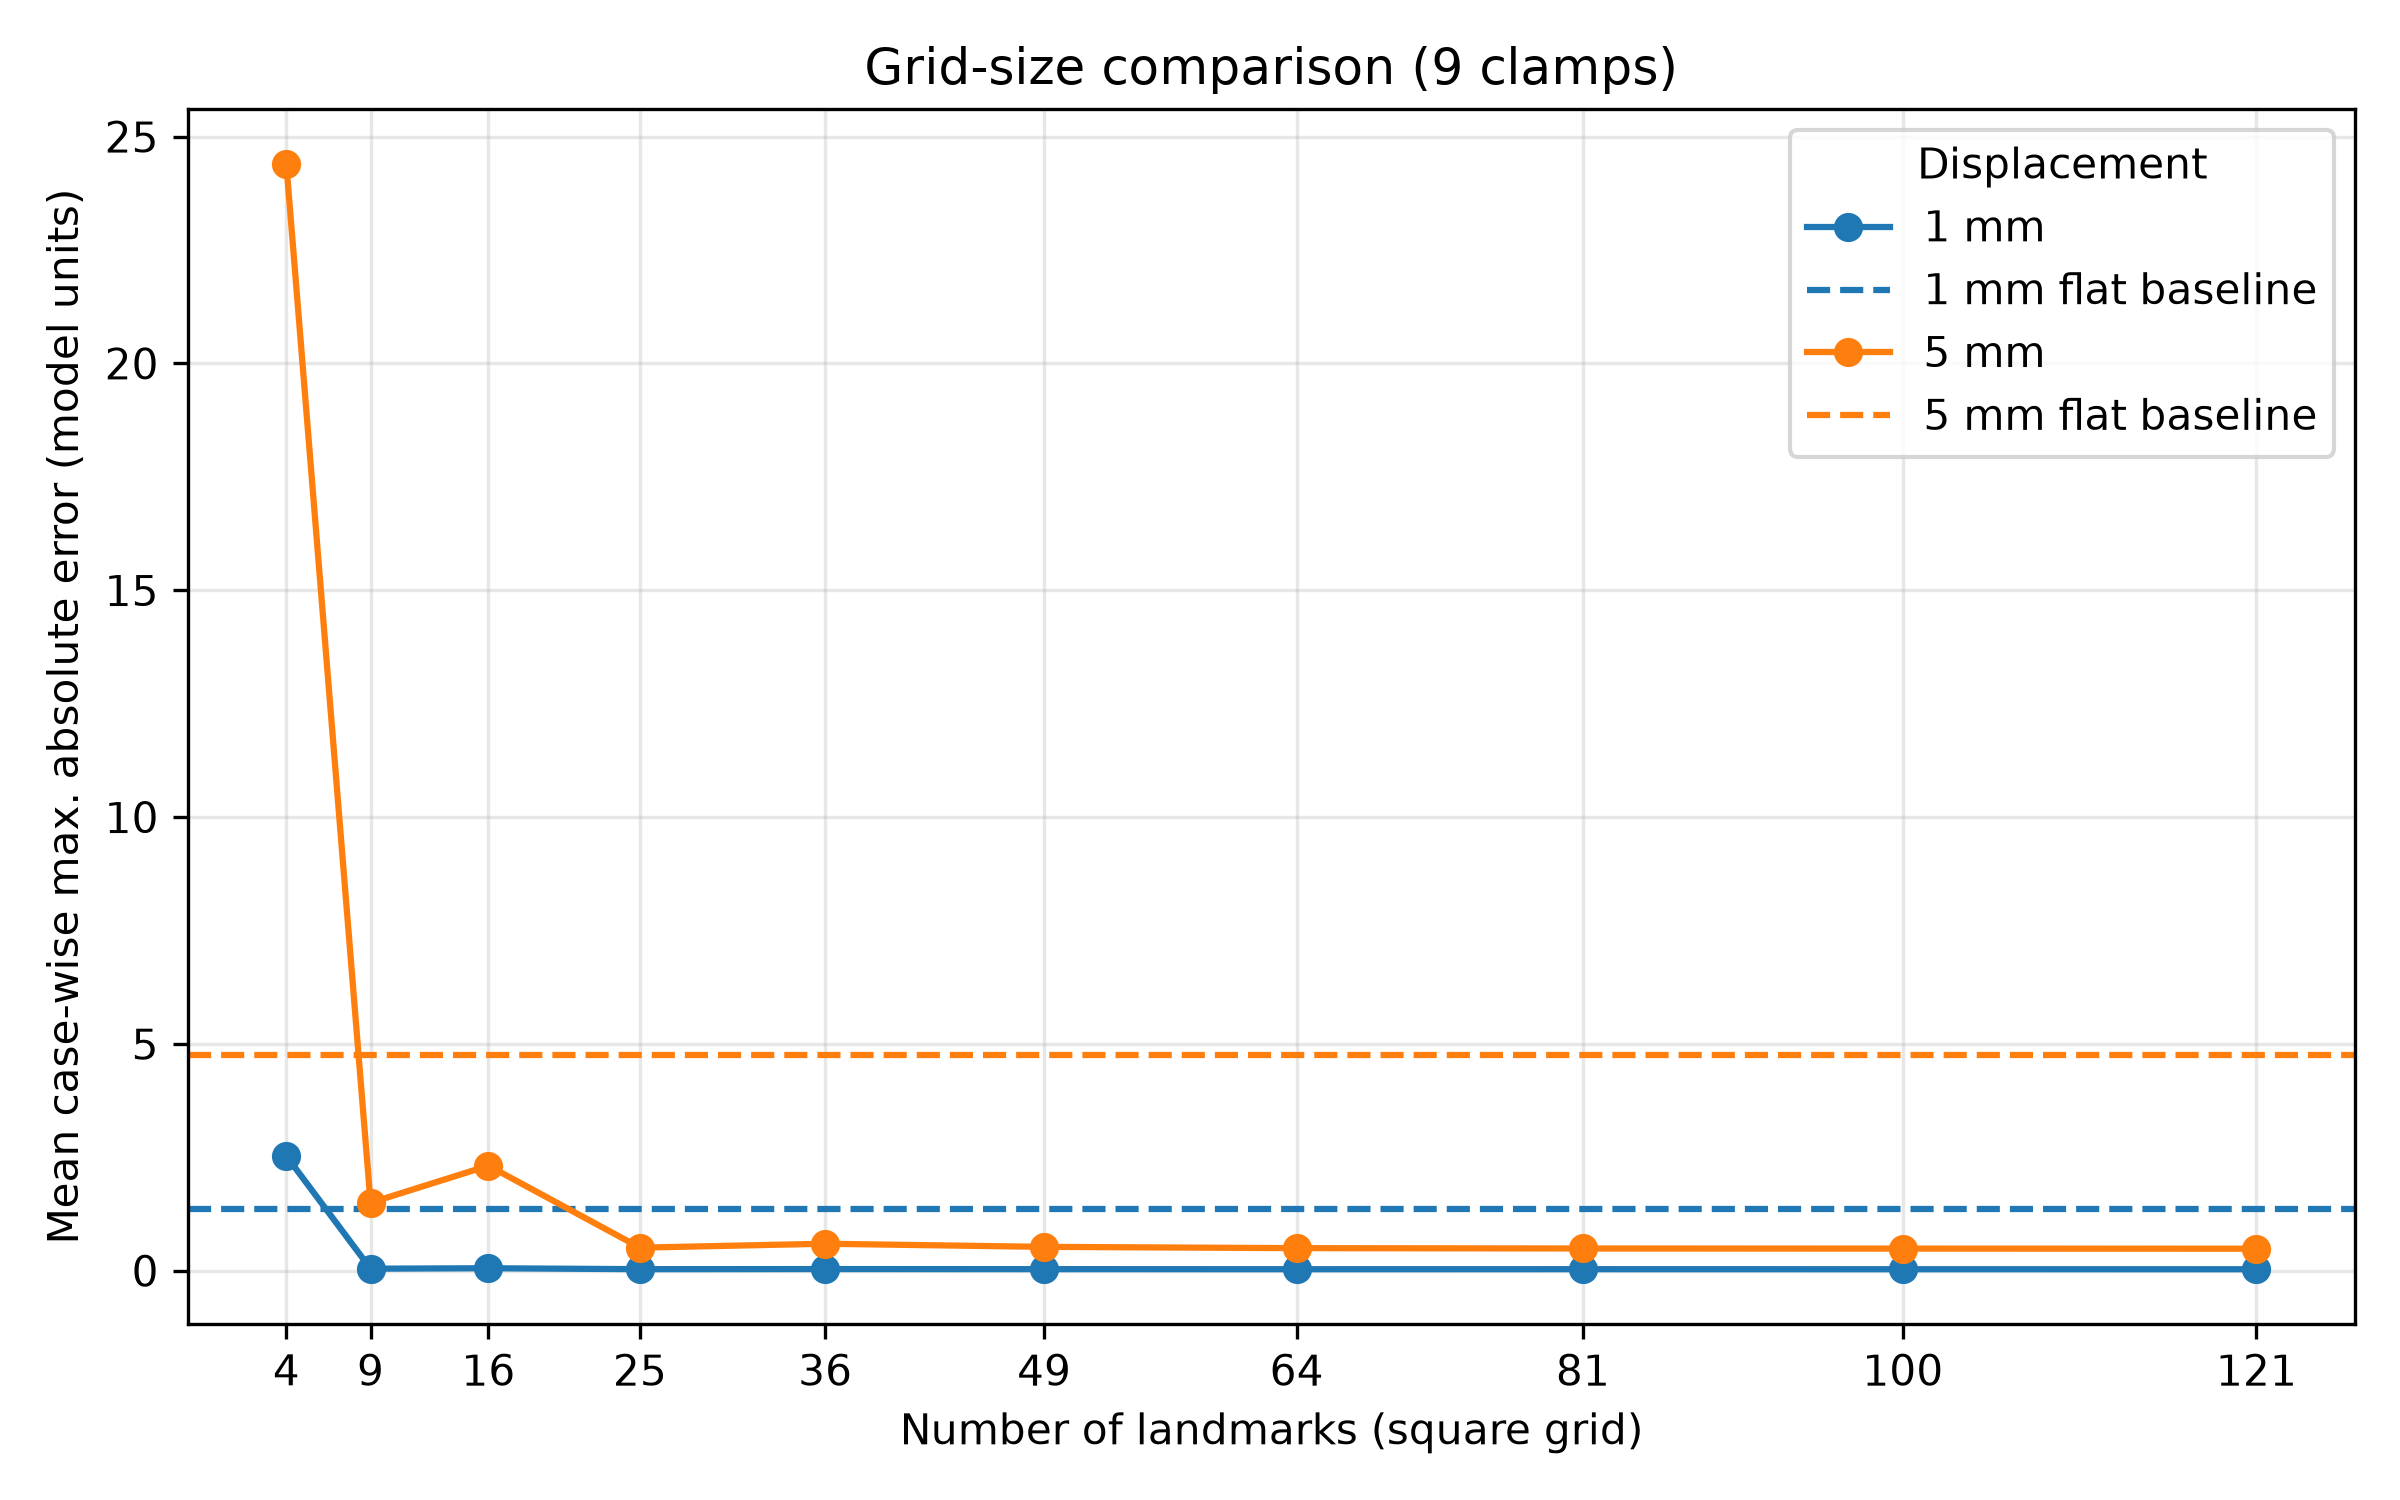 Grid-size comparison (9 clamps)
Mean case-wise max. absolute error (model units)
25
20
15
10
5
0
Displacement
1 mm
1 mm flat baseline
5 mm
5 mm flat baseline
4 9 16 25 36 49 64 81 100 121
Number of landmarks (square grid)